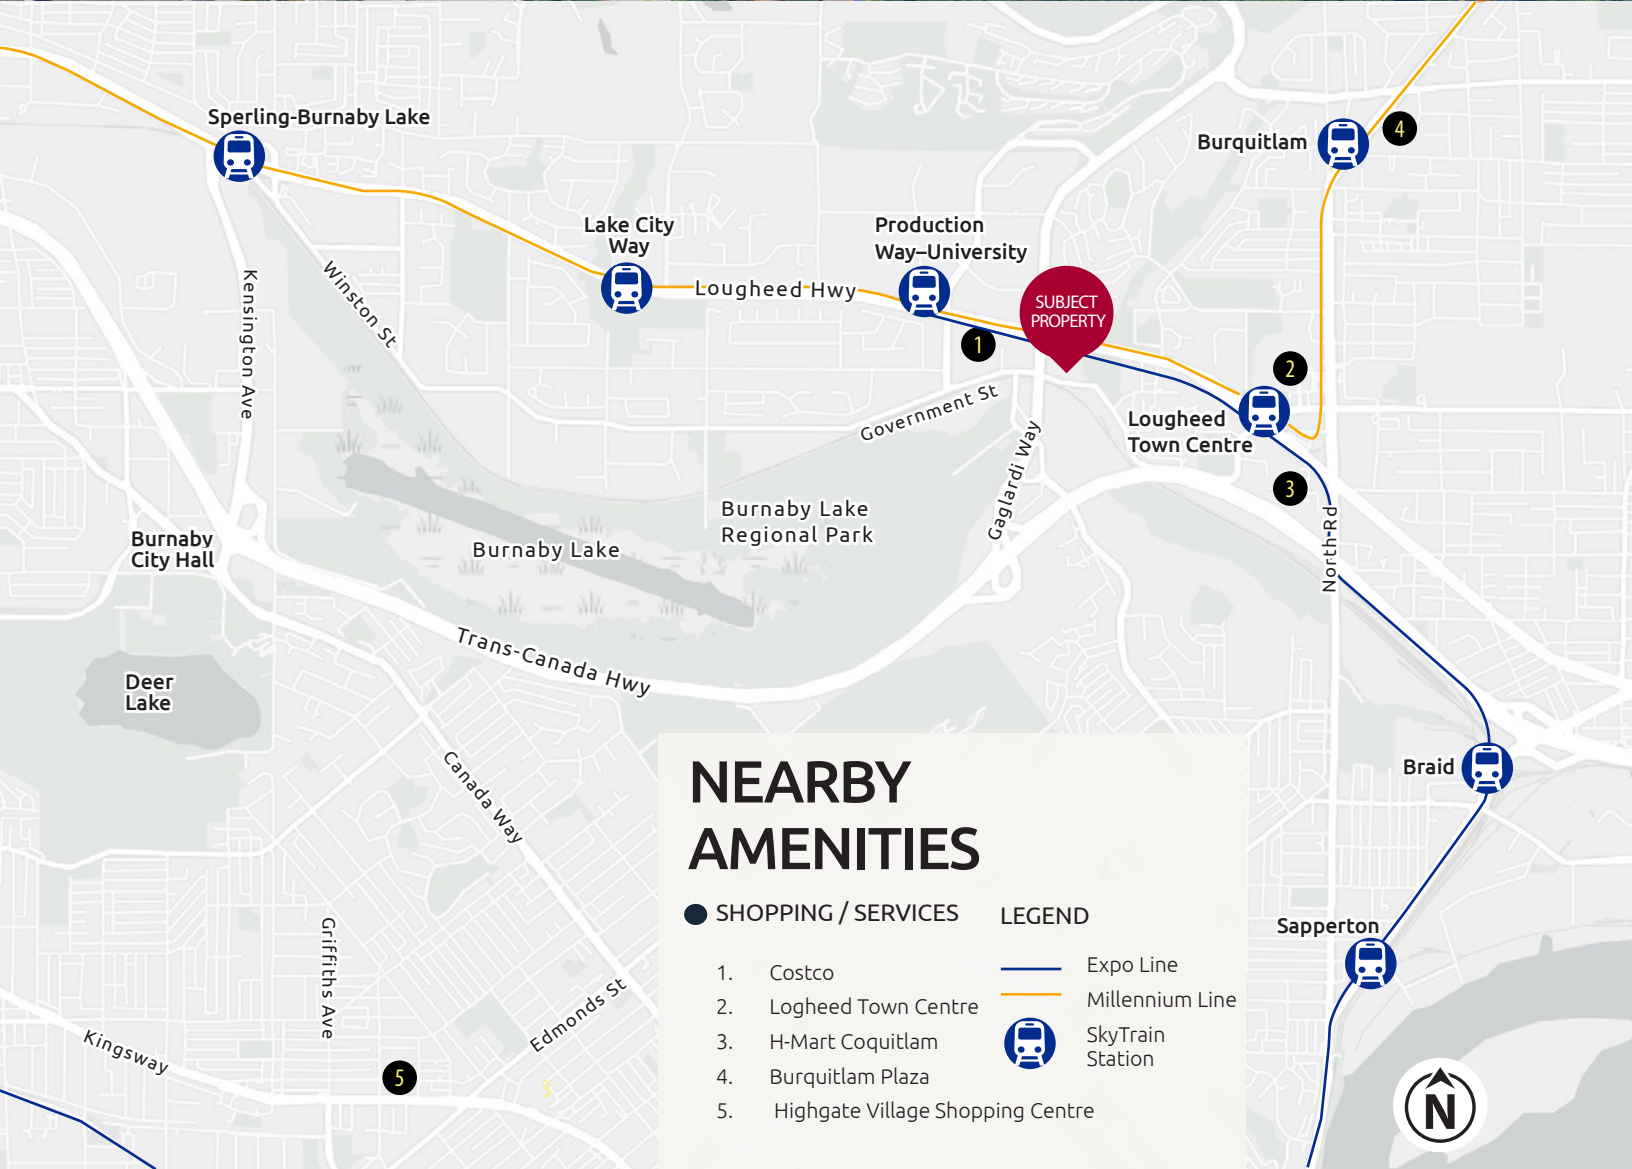 Sperling-Burnaby Lake
Burquitlam
4
Lake City
Way
Production
Way–University
Kensington Ave
Winston St
Lougheed Hwy
SUBJECT
PROPERTY
1
2
Government St
Lougheed
Town Centre
Gaglardi Way
3
North Rd
Burnaby Lake
Regional Park
Burnaby
City Hall
Burnaby Lake
Trans-Canada Hwy
Deer
Lake
Canada Way
Braid
Griffiths Ave
Edmonds St
Kingsway
5
3
Sapperton
NEARBY
AMENITIES
SHOPPING / SERVICES
1. Costco
2. Logheed Town Centre
3. H-Mart Coquitlam
4. Burquitlam Plaza
5. Highgate Village Shopping Centre
LEGEND
Expo Line
Millennium Line
SkyTrain
Station
N